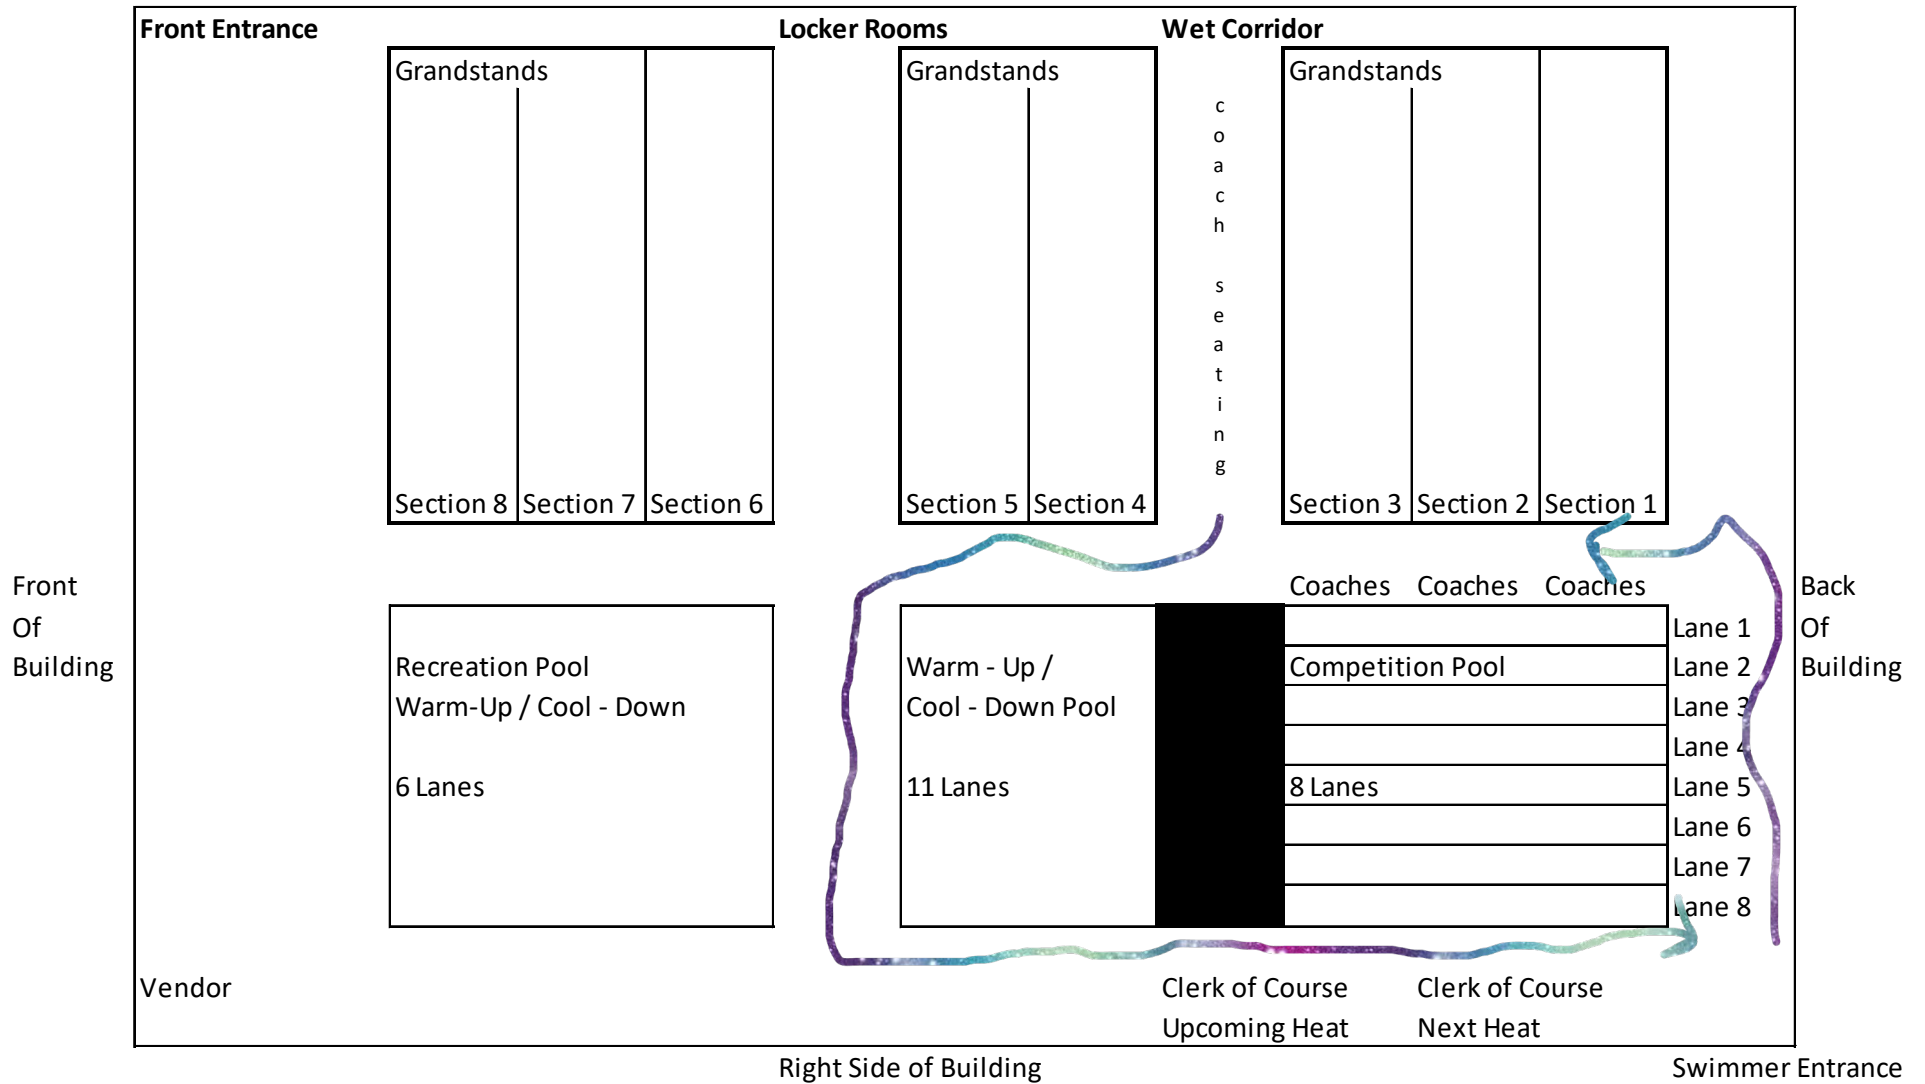 Front Entrance Locker Rooms Wet Corridor
Grandstands Grandstands Grandstands
coach seating
Section 8 Section 7 Section 6 Section 5 Section 4 Section 3 Section 2 Section 1
Front Coaches Coaches Coaches Back
Of Lane 1 Of
Building Recreation Pool Warm - Up / Competition Pool Lane 2 Building
Warm-Up / Cool - Down Cool - Down Pool Lane 3
Lane 4
6 Lanes 11 Lanes 8 Lanes Lane 5
Lane 6
Lane 7
Lane 8
Vendor Clerk of Course Clerk of Course
Upcoming Heat Next Heat
Right Side of Building Swimmer Entrance